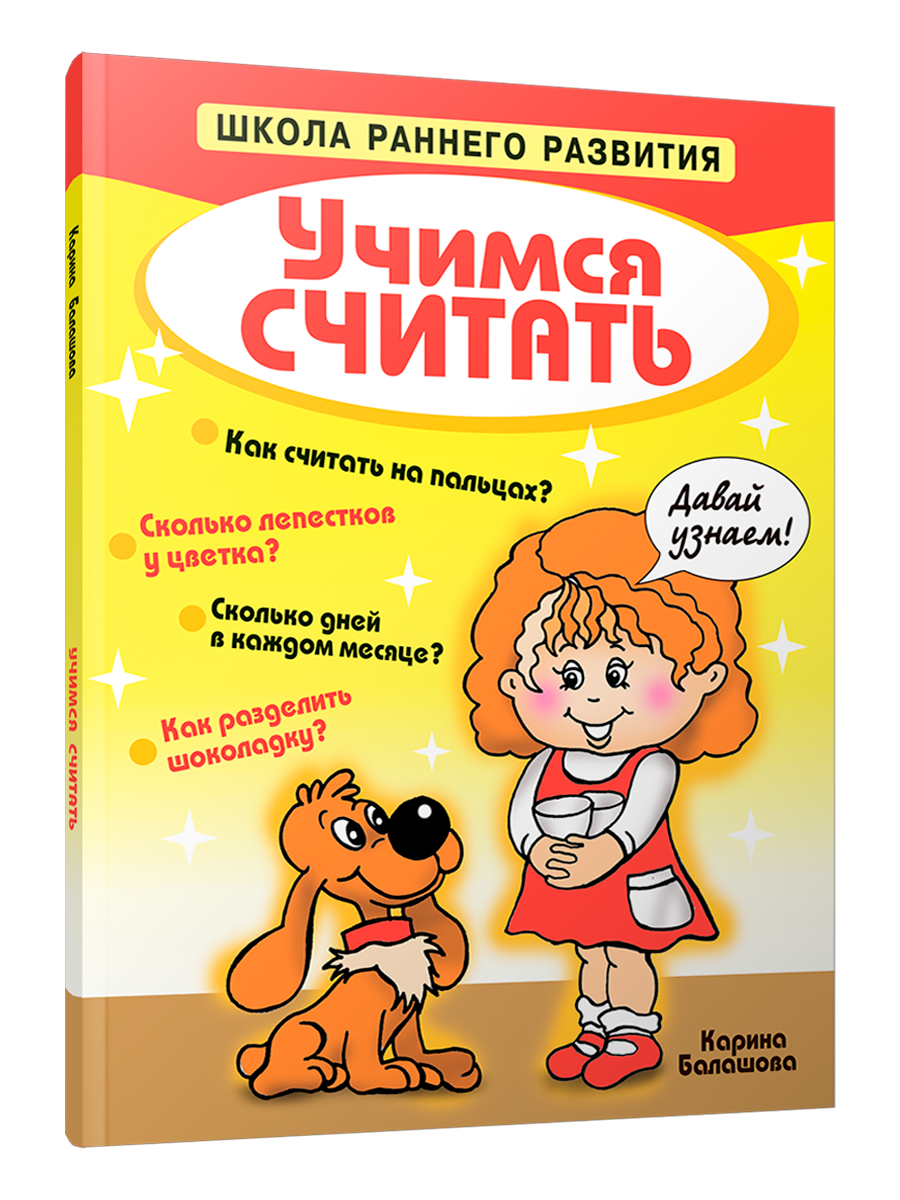 ШКОЛА РАННЕГО РАЗВИТИЯ
Учимся
СЧИТАТЬ
Как считать на пальцах?
Сколько лепестков
у цветка?
Сколько дней
в каждом месяце?
Как разделить
шоколадку?
Давай
узнаем!
Карина
Балашова
Карина Балашова
учимся считать